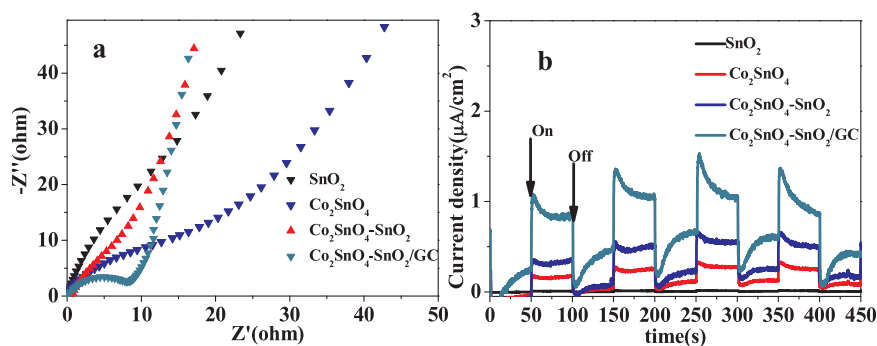 a
-Z''(ohm)
40
20
0
0
10
20
30
40
50
Z'(ohm)
SnO₂
Co₂SnO₄
Co₂SnO₄-SnO₂
Co₂SnO₄-SnO₂/GC
b
Current density(μA/cm²)
3
2
1
0
0
50
100
150
200
250
300
350
400
450
time(s)
On
Off
SnO₂
Co₂SnO₄
Co₂SnO₄-SnO₂
Co₂SnO₄-SnO₂/GC